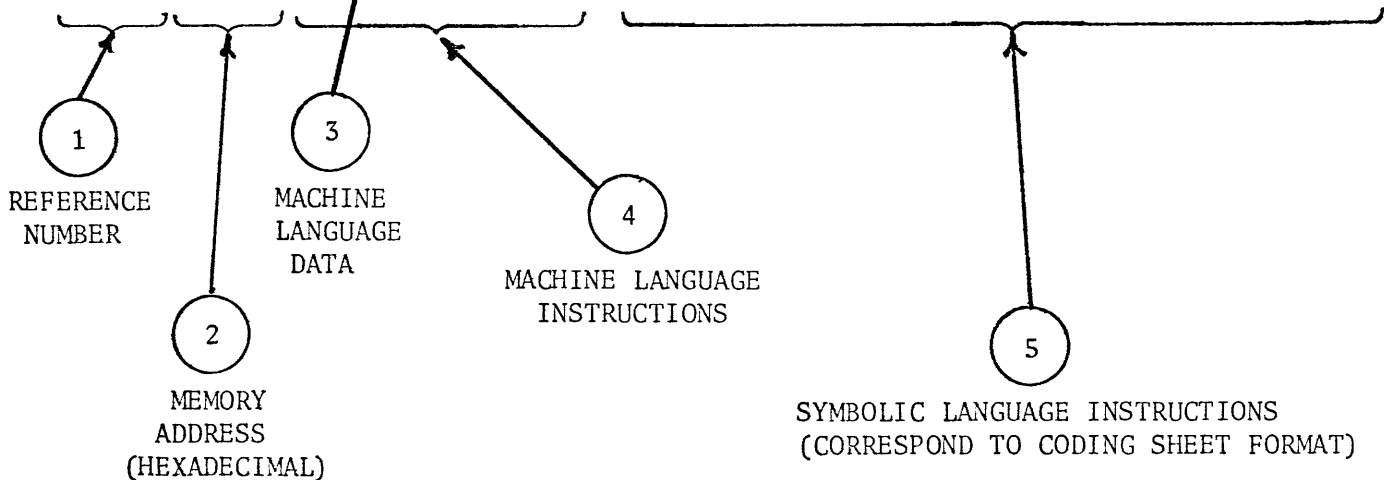 1
REFERENCE
NUMBER
2
MEMORY
ADDRESS
(HEXADECIMAL)
3
MACHINE
LANGUAGE
DATA
4
MACHINE LANGUAGE
INSTRUCTIONS
5
SYMBOLIC LANGUAGE INSTRUCTIONS
(CORRESPOND TO CODING SHEET FORMAT)